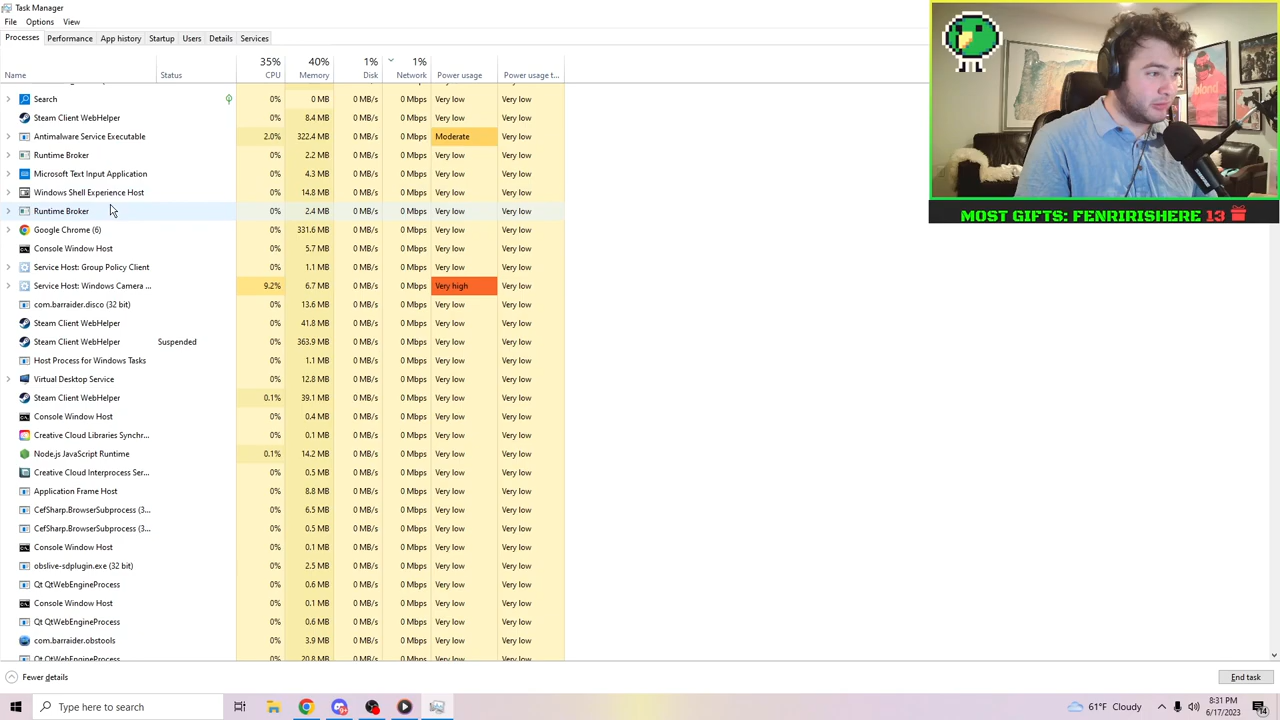 Task Manager
File Options View
Processes Performance App history Startup Users Details Services
35% 40% 1% 1%
Name Status CPU Memory Disk Network Power usage Power usage t...
Search 0% 0 MB 0 MB/s 0 Mbps Very low Very low
Steam Client WebHelper 0% 8.4 MB 0 MB/s 0 Mbps Very low Very low
Antimalware Service Executable 2.0% 322.4 MB 0 MB/s 0 Mbps Moderate Very low
Runtime Broker 0% 2.2 MB 0 MB/s 0 Mbps Very low Very low
Microsoft Text Input Application 0% 4.3 MB 0 MB/s 0 Mbps Very low Very low
Windows Shell Experience Host 0% 14.8 MB 0 MB/s 0 Mbps Very low Very low
Runtime Broker 0% 2.4 MB 0 MB/s 0 Mbps Very low Very low
Google Chrome (6) 0% 331.6 MB 0 MB/s 0 Mbps Very low Very low
Console Window Host 0% 5.7 MB 0 MB/s 0 Mbps Very low Very low
Service Host: Group Policy Client 0% 1.1 MB 0 MB/s 0 Mbps Very low Very low
Service Host: Windows Camera ... 9.2% 6.7 MB 0 MB/s 0 Mbps Very high Very low
com.barraider.disco (32 bit) 0% 13.6 MB 0 MB/s 0 Mbps Very low Very low
Steam Client WebHelper 0% 41.8 MB 0 MB/s 0 Mbps Very low Very low
Steam Client WebHelper Suspended 0% 363.9 MB 0 MB/s 0 Mbps Very low Very low
Host Process for Windows Tasks 0% 1.1 MB 0 MB/s 0 Mbps Very low Very low
Virtual Desktop Service 0% 12.8 MB 0 MB/s 0 Mbps Very low Very low
Steam Client WebHelper 0.1% 39.1 MB 0 MB/s 0 Mbps Very low Very low
Console Window Host 0% 0.4 MB 0 MB/s 0 Mbps Very low Very low
Creative Cloud Libraries Synchr... 0% 0.1 MB 0 MB/s 0 Mbps Very low Very low
Node.js JavaScript Runtime 0.1% 14.2 MB 0 MB/s 0 Mbps Very low Very low
Creative Cloud Interprocess Ser... 0% 0.5 MB 0 MB/s 0 Mbps Very low Very low
Application Frame Host 0% 8.8 MB 0 MB/s 0 Mbps Very low Very low
CefSharp.BrowserSubprocess (3... 0% 6.5 MB 0 MB/s 0 Mbps Very low Very low
CefSharp.BrowserSubprocess (3... 0% 0.5 MB 0 MB/s 0 Mbps Very low Very low
Console Window Host 0% 0.1 MB 0 MB/s 0 Mbps Very low Very low
obslive-sdplugin.exe (32 bit) 0% 2.5 MB 0 MB/s 0 Mbps Very low Very low
Qt QtWebEngineProcess 0% 0.6 MB 0 MB/s 0 Mbps Very low Very low
Console Window Host 0% 0.1 MB 0 MB/s 0 Mbps Very low Very low
Qt QtWebEngineProcess 0% 0.6 MB 0 MB/s 0 Mbps Very low Very low
com.barraider.obstools 0% 3.9 MB 0 MB/s 0 Mbps Very low Very low
Qt QtWebEngineProcess 0% 20.8 MB 0 MB/s 0 Mbps Very low Very low
Fewer details End task
MOST GIFTS: FENRIRISHERE 13
Type here to search 61°F Cloudy 8:31 PM
6/17/2023 14